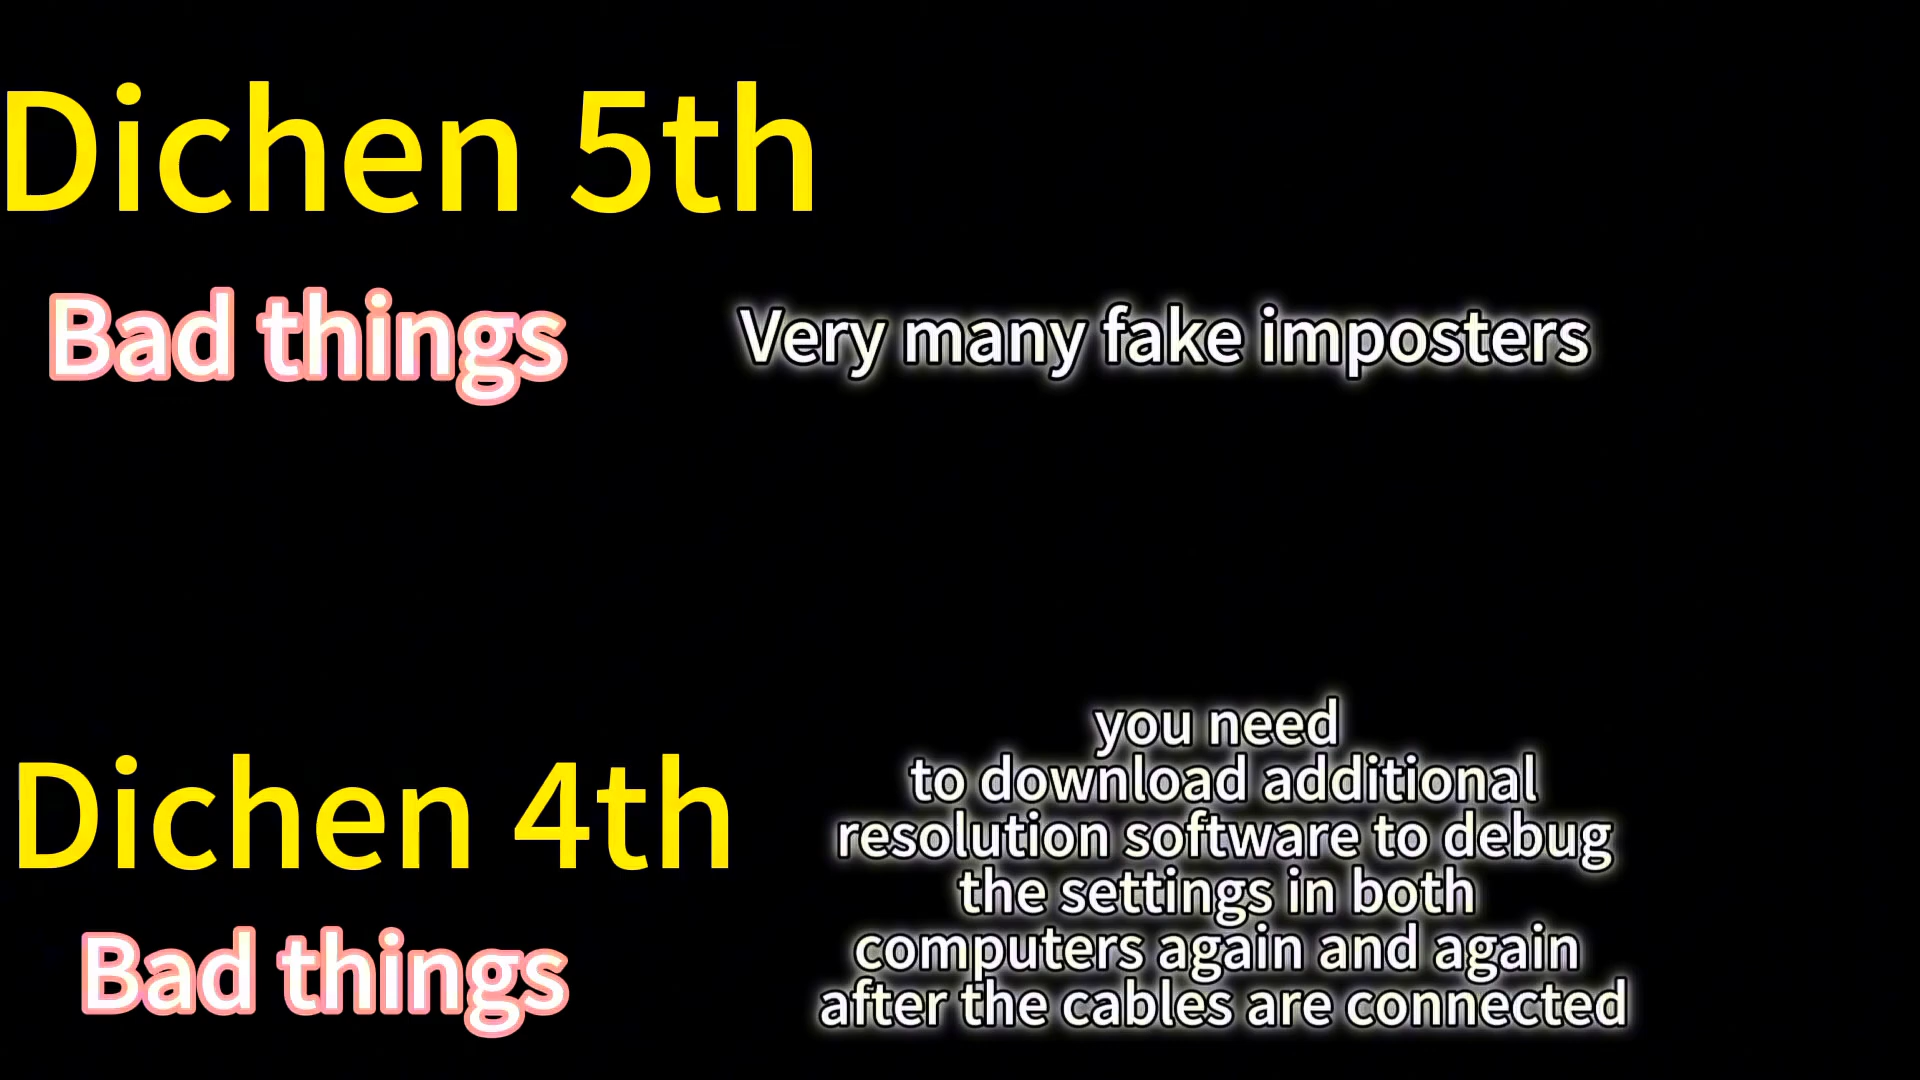 Dichen 5th
Bad things
Very many fake imposters
Dichen 4th
Bad things
you need
to download additional
resolution software to debug
the settings in both
computers again and again
after the cables are connected